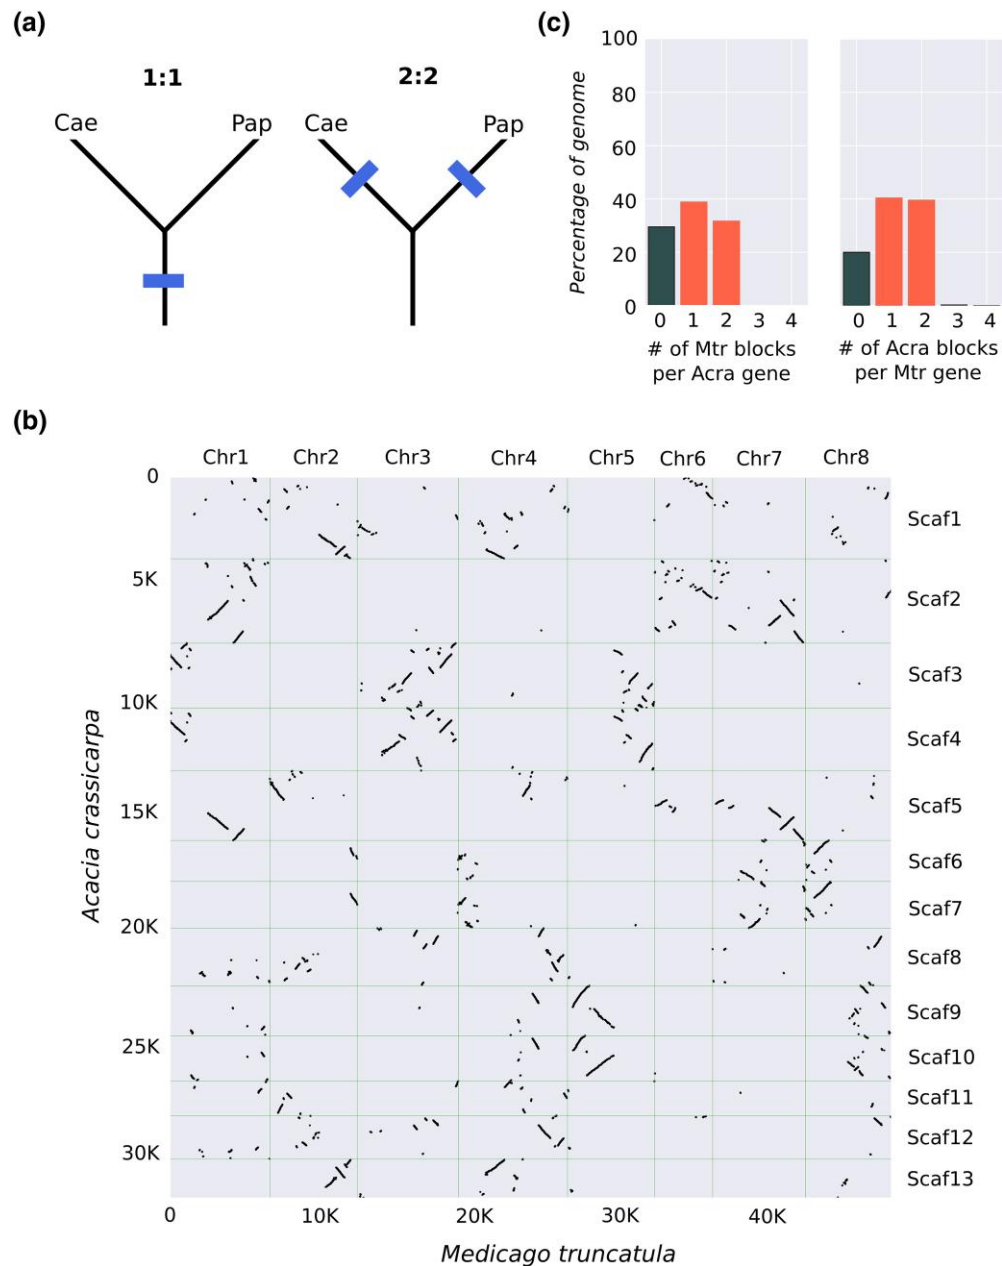 (a)
1:1
2:2
Cae
Pap
Cae
Pap
(c)
Percentage of genome
100
80
60
40
20
0
0 1 2 3 4
# of Mtr blocks
per Acra gene
0 1 2 3 4
# of Acra blocks
per Mtr gene
(b)
Chr1 Chr2 Chr3 Chr4 Chr5 Chr6 Chr7 Chr8
Acacia crassicarpa
0
5K
10K
15K
20K
25K
30K
Scaf1
Scaf2
Scaf3
Scaf4
Scaf5
Scaf6
Scaf7
Scaf8
Scaf9
Scaf10
Scaf11
Scaf12
Scaf13
0 10K 20K 30K 40K
Medicago truncatula